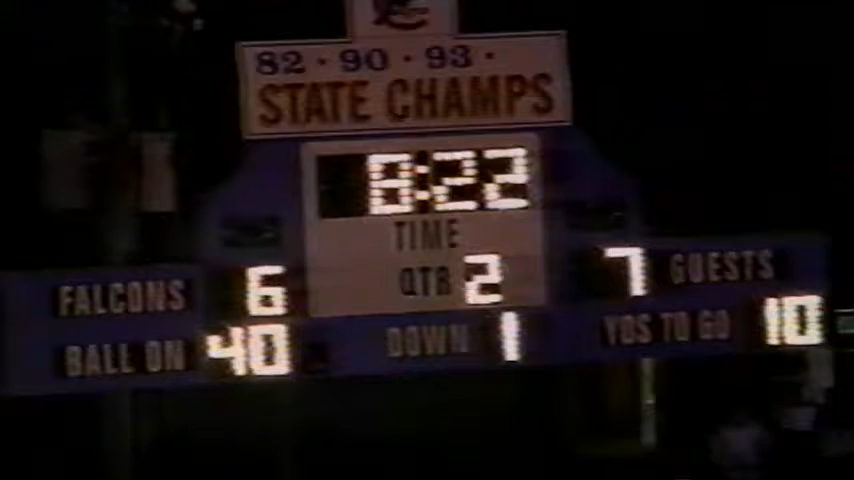 82 · 90 · 93 ·
STATE CHAMPS
8:22
TIME
FALCONS 6 QTR 2 7 GUESTS
BALL ON 40 DOWN 1 YDS TO GO 10